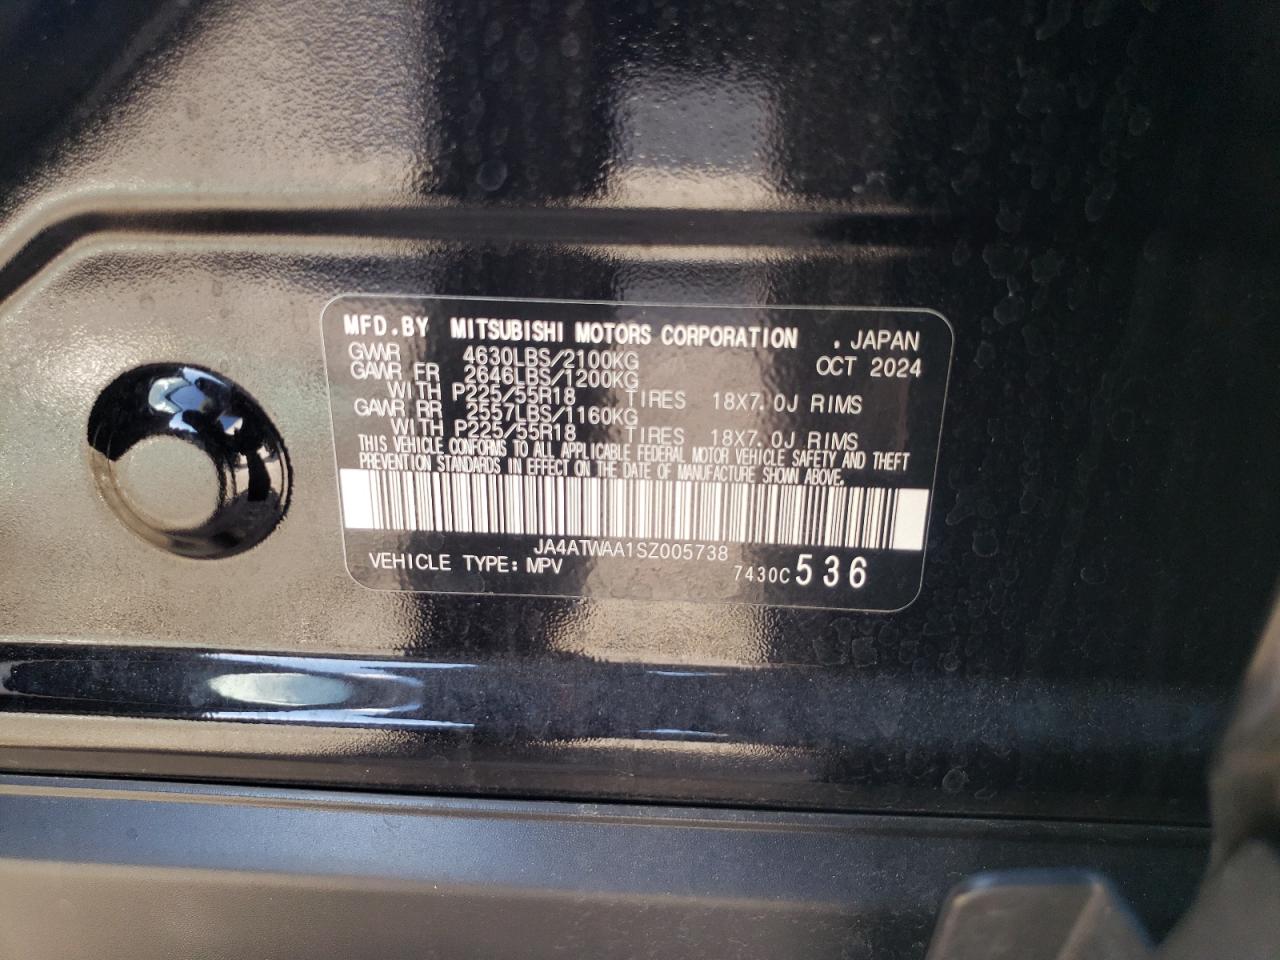 MFD.BY MITSUBISHI MOTORS CORPORATION . JAPAN
GVWR 4630LBS/2100KG OCT 2024
GAWR FR 2646LBS/1200KG
WITH P225/55R18 TIRES 18X7.0J RIMS
GAWR RR 2557LBS/1160KG
WITH P225/55R18 TIRES 18X7.0J RIMS
THIS VEHICLE CONFORMS TO ALL APPLICABLE FEDERAL MOTOR VEHICLE SAFETY AND THEFT
PREVENTION STANDARDS IN EFFECT ON THE DATE OF MANUFACTURE SHOWN ABOVE.
JA4ATWAA1SZ005738
VEHICLE TYPE: MPV 7430C 536